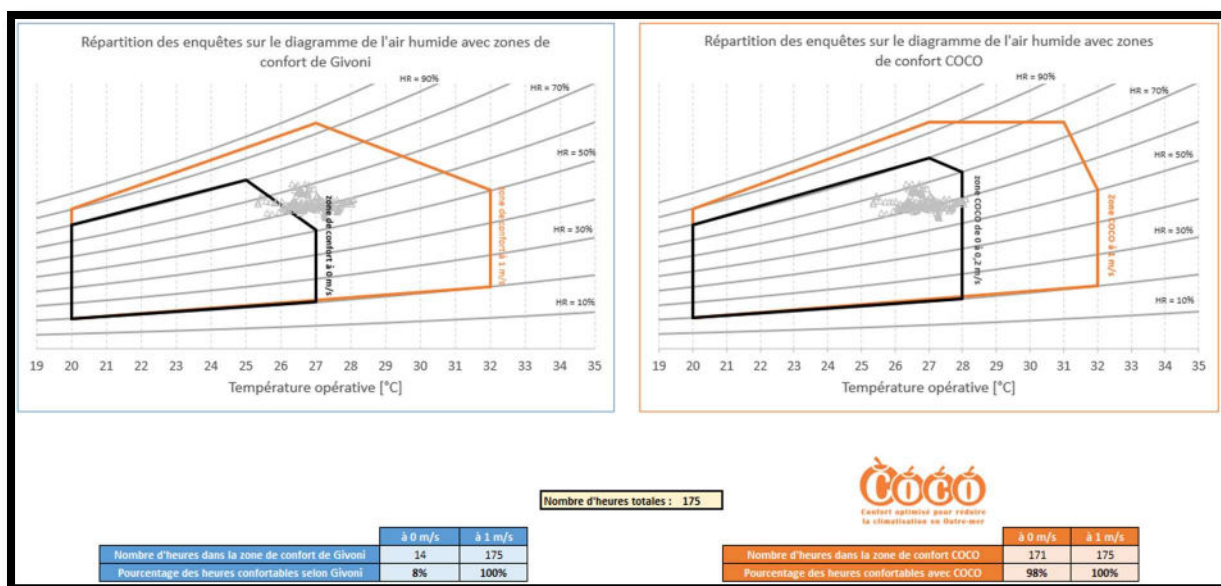 Répartition des enquêtes sur le diagramme de l'air humide avec zones de
confort de Givoni
HR = 90%
HR = 70%
HR = 50%
HR = 30%
HR = 10%
zone de confort à 0 m/s
zone de confort à 1 m/s
19 20 21 22 23 24 25 26 27 28 29 30 31 32 33 34 35
Température opérative [°C]
Répartition des enquêtes sur le diagramme de l'air humide avec zones
de confort COCO
HR = 90%
HR = 70%
HR = 50%
HR = 30%
HR = 10%
zone COCO de 0 à 0,2 m/s
zone COCO à 1 m/s
19 20 21 22 23 24 25 26 27 28 29 30 31 32 33 34 35
Température opérative [°C]
Nombre d'heures totales : 175
COCO
Confort optimisé pour réduire
la climatisation en Outre-mer
à 0 m/s à 1 m/s
Nombre d'heures dans la zone de confort de Givoni 14 175
Pourcentage des heures confortables selon Givoni 8% 100%
à 0 m/s à 1 m/s
Nombre d'heures dans la zone de confort COCO 171 175
Pourcentage des heures confortables avec COCO 98% 100%